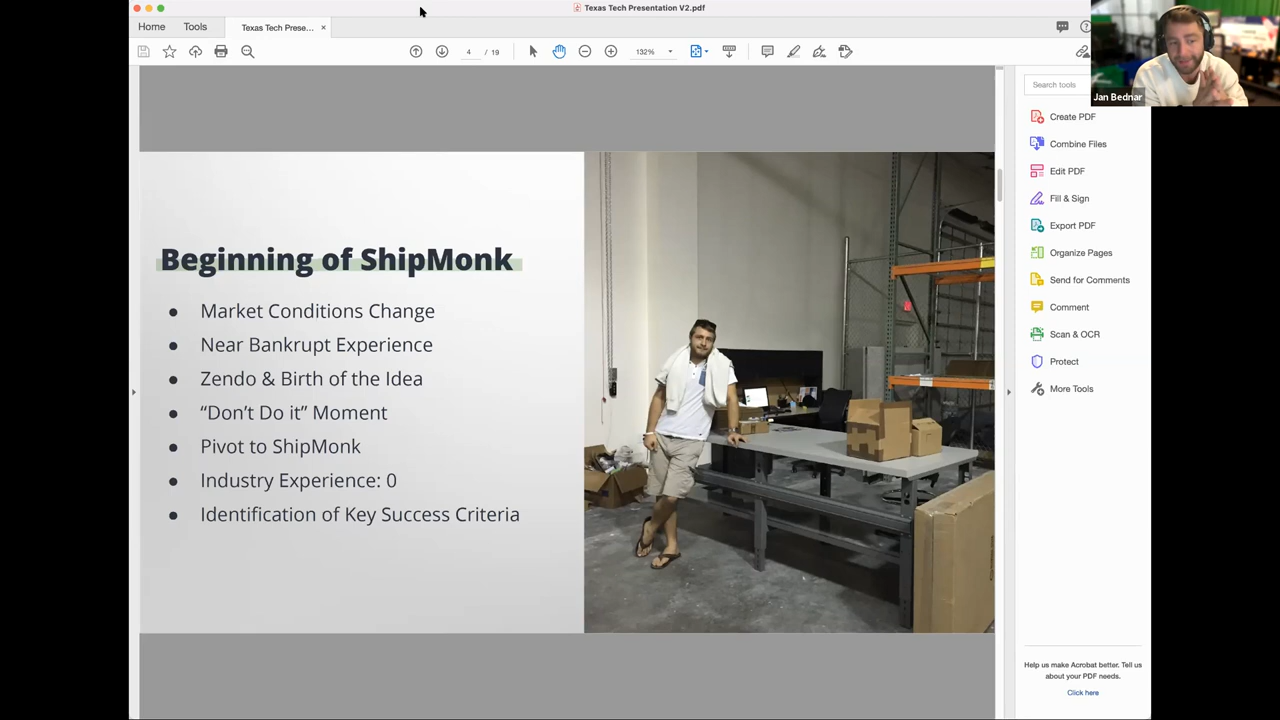 Texas Tech Presentation V2.pdf
Home
Tools
Texas Tech Prese... ×
4 / 19
132%
Jan Bednar
Search tools
Create PDF
Combine Files
Edit PDF
Fill & Sign
Export PDF
Organize Pages
Send for Comments
Comment
Scan & OCR
Protect
More Tools
Beginning of ShipMonk
● Market Conditions Change
● Near Bankrupt Experience
● Zendo & Birth of the Idea
● “Don’t Do it” Moment
● Pivot to ShipMonk
● Industry Experience: 0
● Identification of Key Success Criteria
Help us make Acrobat better. Tell us
about your PDF needs.
Click here